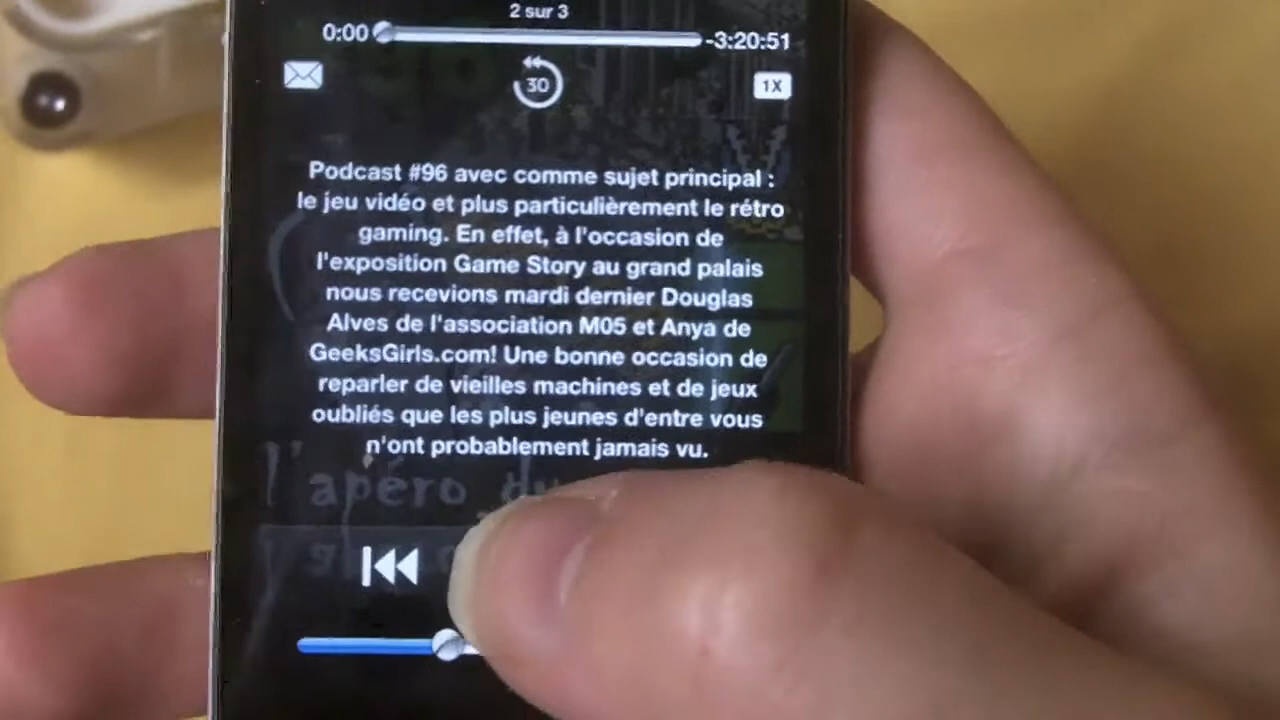 2 sur 3
0:00 -3:20:51
30 1X
Podcast #96 avec comme sujet principal :
le jeu vidéo et plus particulièrement le rétro
gaming. En effet, à l'occasion de
l'exposition Game Story au grand palais
nous recevions mardi dernier Douglas
Alves de l'association M05 et Anya de
GeeksGirls.com! Une bonne occasion de
reparler de vieilles machines et de jeux
oubliés que les plus jeunes d'entre vous
n'ont probablement jamais vu.
l'apéro du